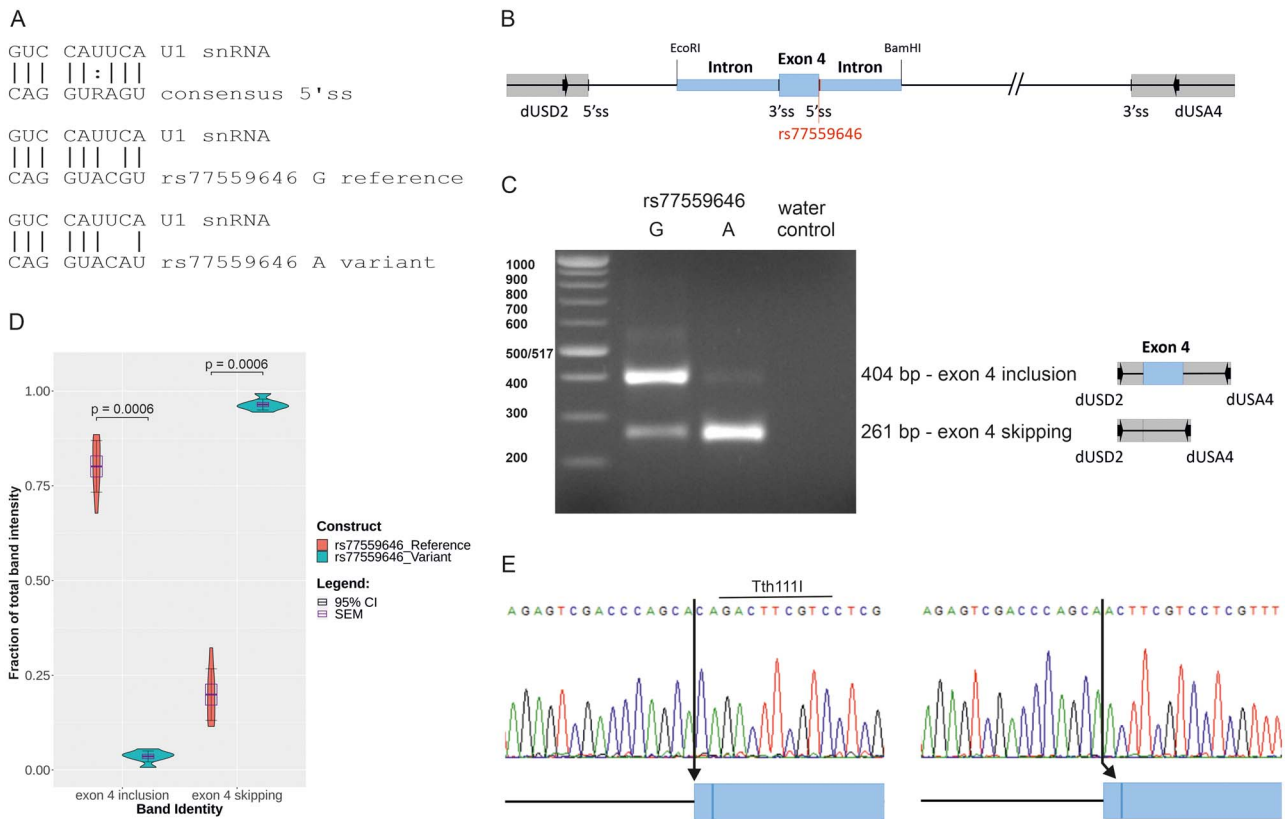 A
GUC CAUUCA U1 snRNA
||| ||:|||
CAG GURAGU consensus 5'ss
GUC CAUUCA U1 snRNA
||| ||| ||
CAG GUACGU rs77559646 G reference
GUC CAUUCA U1 snRNA
||| ||| |
CAG GUACAU rs77559646 A variant
B
EcoRI
BamHI
Intron
Exon 4
Intron
dUSD2
5'ss
3'ss
5'ss
rs77559646
3'ss
dUSA4
C
rs77559646
G
A
water
control
1000
900
800
700
600
500/517
400
300
200
404 bp - exon 4 inclusion
261 bp - exon 4 skipping
Exon 4
dUSD2
dUSA4
dUSD2
dUSA4
D
p = 0.0006
p = 0.0006
Fraction of total band intensity
1.00
0.75
0.50
0.25
0.00
exon 4 inclusion
exon 4 skipping
Band Identity
Construct
rs77559646_Reference
rs77559646_Variant
Legend:
95% CI
SEM
E
Tth111I
AGAGTCGACCCAGCACAGACTTCGTCCTCG
AGAGTCGACCCAGCAACTTCGTCCTCGTTT